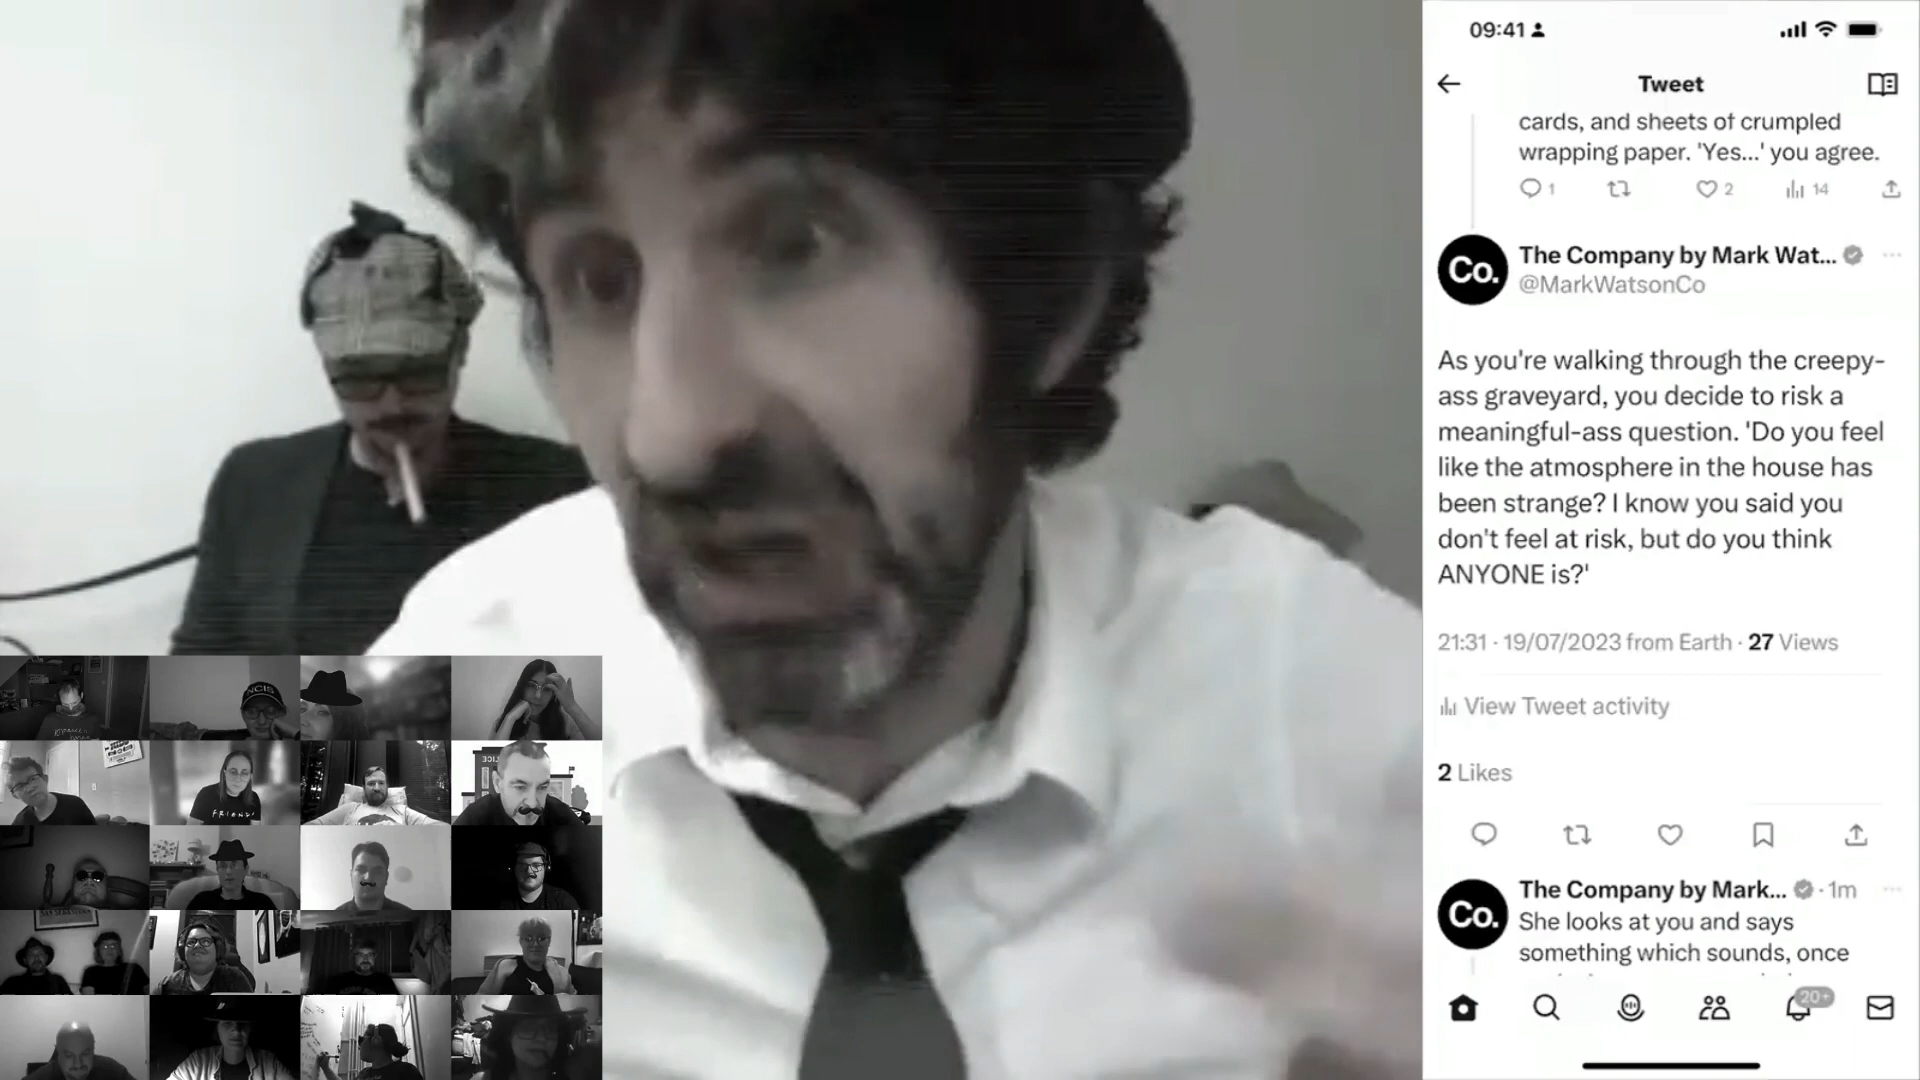 NCIS
FRIENDS
09:41
Tweet
cards, and sheets of crumpled
wrapping paper. 'Yes...' you agree.
1
2
14
Co.
The Company by Mark Wat...
@MarkWatsonCo
As you're walking through the creepy-
ass graveyard, you decide to risk a
meaningful-ass question. 'Do you feel
like the atmosphere in the house has
been strange? I know you said you
don't feel at risk, but do you think
ANYONE is?'
21:31 · 19/07/2023 from Earth · 27 Views
View Tweet activity
2 Likes
Co.
The Company by Mark... · 1m
She looks at you and says
something which sounds, once
20+